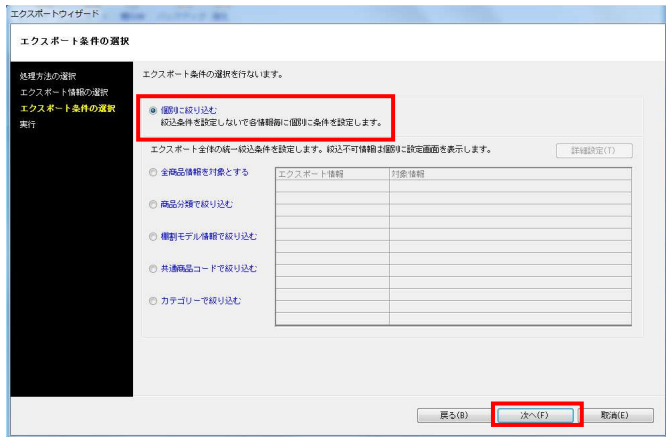 エクスポートウィザード
エクスポート条件の選択
処理方法の選択
エクスポート情報の選択
エクスポート条件の選択
実行
エクスポート条件の選択を行ないます。
個別に絞り込む
絞込条件を設定しないで各情報毎に個別に条件を設定します。
エクスポート全体の統一絞込条件を設定します。絞込不可情報は個別に設定画面を表示します。
詳細設定(T)
全商品情報を対象とする
商品分類で絞り込む
棚割モデル情報で絞り込む
共通商品コードで絞り込む
カテゴリーで絞り込む
エクスポート情報 対象情報
戻る(B) 次へ(F) 取消(E)